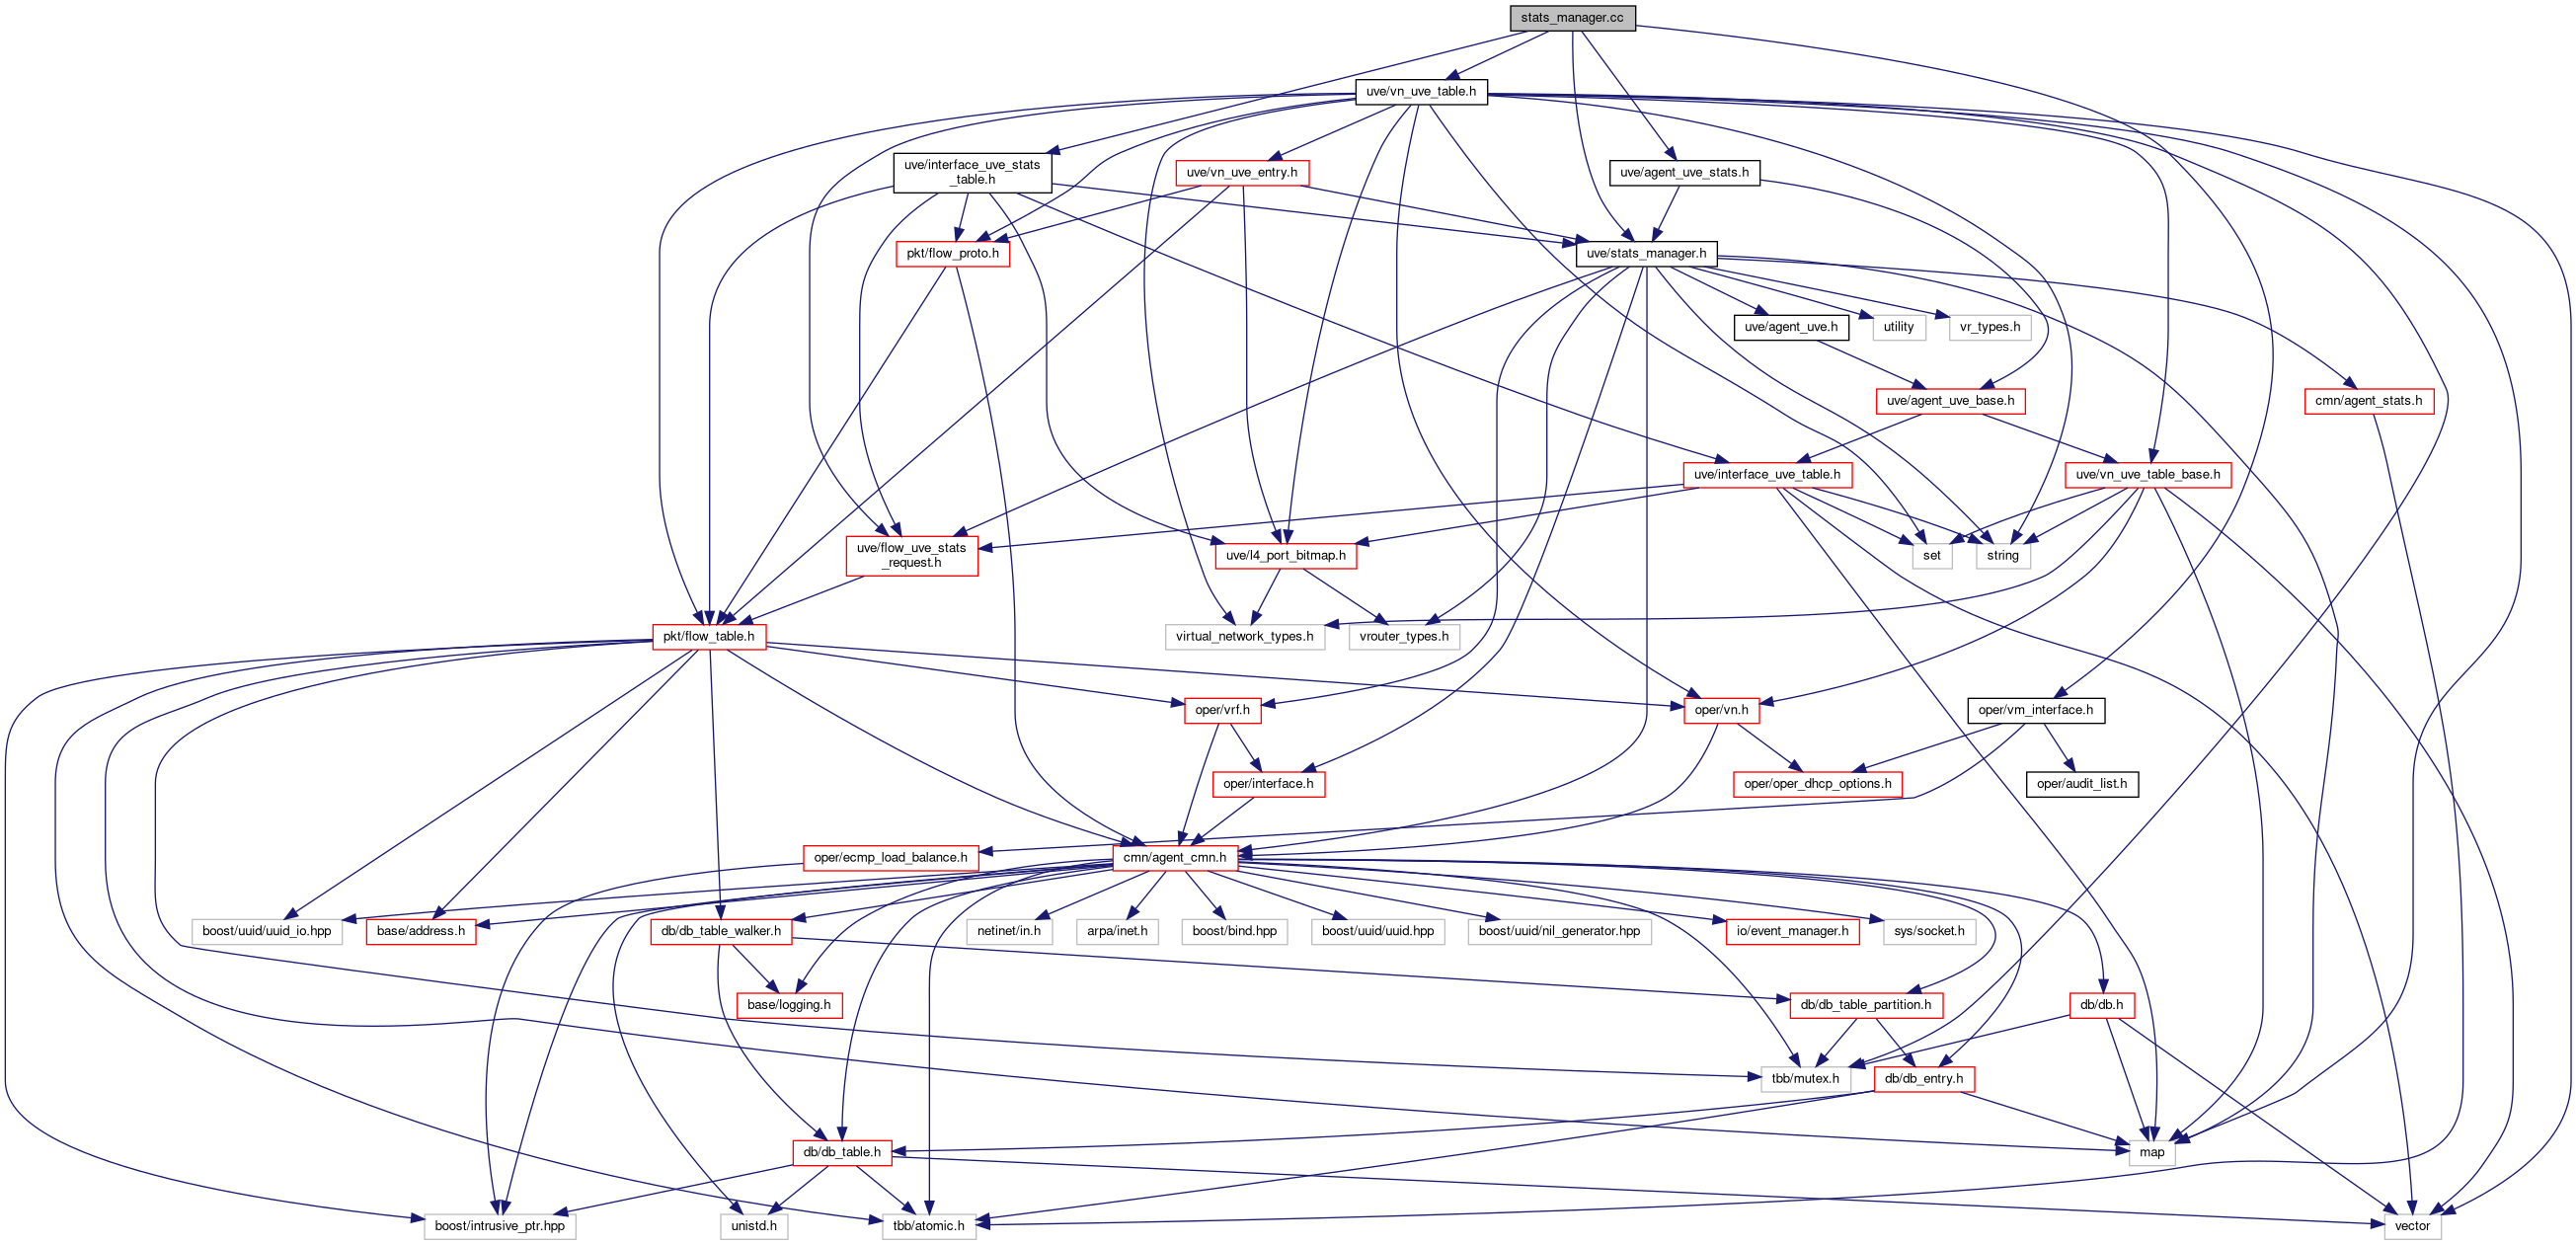 stats_manager.cc
uve/vn_uve_table.h
uve/interface_uve_stats
_table.h
uve/vn_uve_entry.h
uve/agent_uve_stats.h
pkt/flow_proto.h
uve/stats_manager.h
uve/agent_uve.h
utility
vr_types.h
uve/agent_uve_base.h
cmn/agent_stats.h
uve/interface_uve_table.h
uve/vn_uve_table_base.h
uve/flow_uve_stats
_request.h
uve/l4_port_bitmap.h
set
string
pkt/flow_table.h
virtual_network_types.h
vrouter_types.h
oper/vrf.h
oper/vn.h
oper/vm_interface.h
oper/interface.h
oper/oper_dhcp_options.h
oper/audit_list.h
oper/ecmp_load_balance.h
cmn/agent_cmn.h
boost/uuid/uuid_io.hpp
base/address.h
db/db_table_walker.h
netinet/in.h
arpa/inet.h
boost/bind.hpp
boost/uuid/uuid.hpp
boost/uuid/nil_generator.hpp
io/event_manager.h
sys/socket.h
base/logging.h
db/db_table_partition.h
db/db.h
tbb/mutex.h
db/db_entry.h
db/db_table.h
map
boost/intrusive_ptr.hpp
unistd.h
tbb/atomic.h
vector